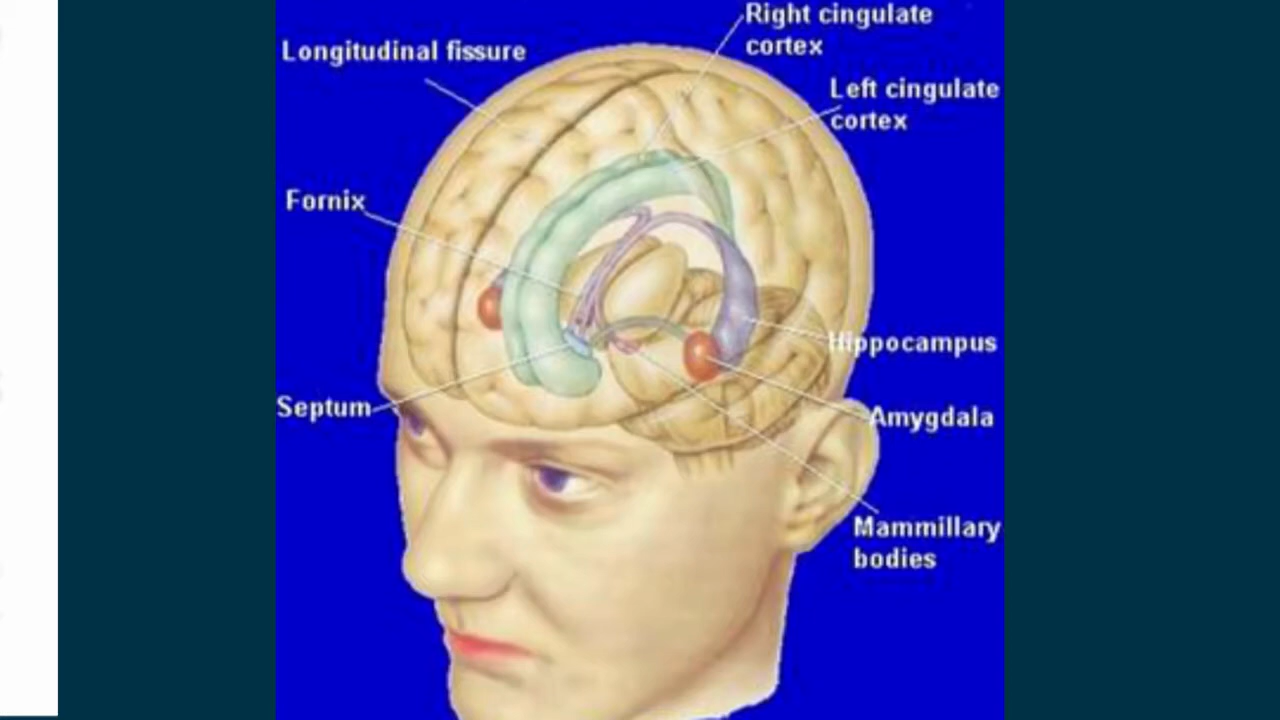 Right cingulate
cortex
Longitudinal fissure
Left cingulate
cortex
Fornix
Hippocampus
Septum
Amygdala
Mammillary
bodies